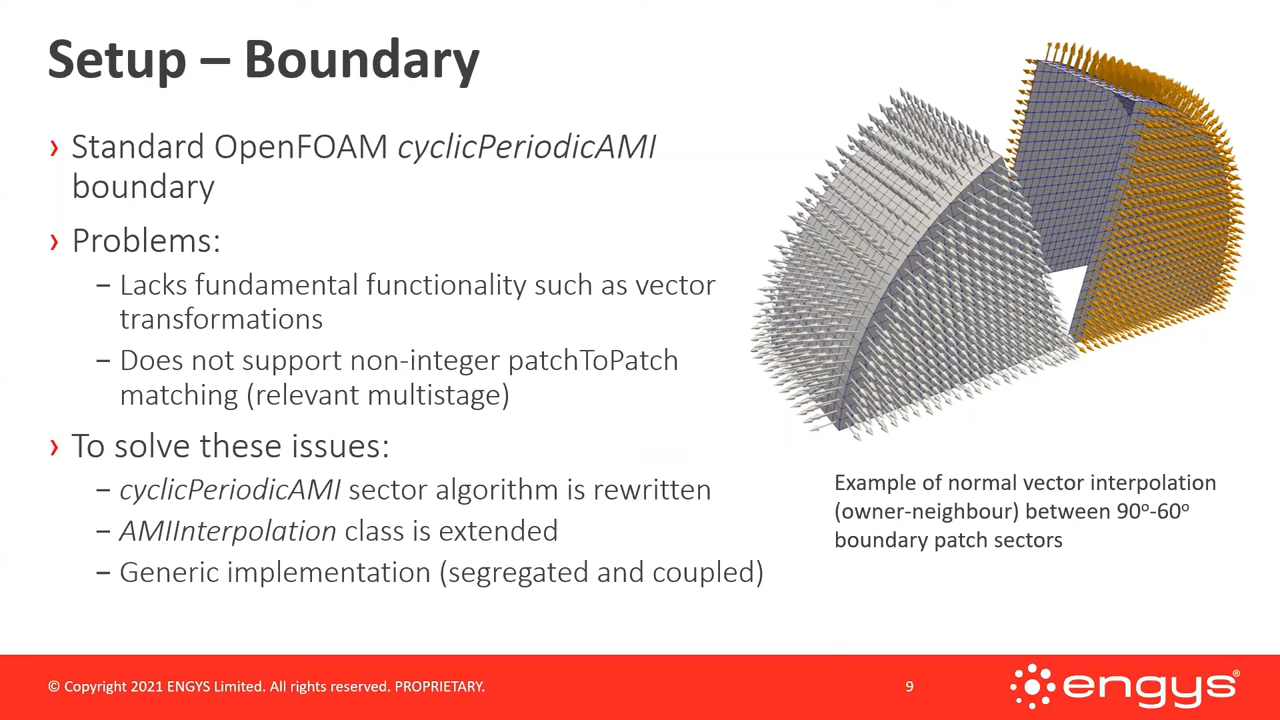 Setup – Boundary
› Standard OpenFOAM cyclicPeriodicAMI
boundary
› Problems:
– Lacks fundamental functionality such as vector
transformations
– Does not support non-integer patchToPatch
matching (relevant multistage)
› To solve these issues:
– cyclicPeriodicAMI sector algorithm is rewritten
– AMIInterpolation class is extended
– Generic implementation (segregated and coupled)
Example of normal vector interpolation
(owner-neighbour) between 90º-60º
boundary patch sectors
© Copyright 2021 ENGYS Limited. All rights reserved. PROPRIETARY.
9
engys®